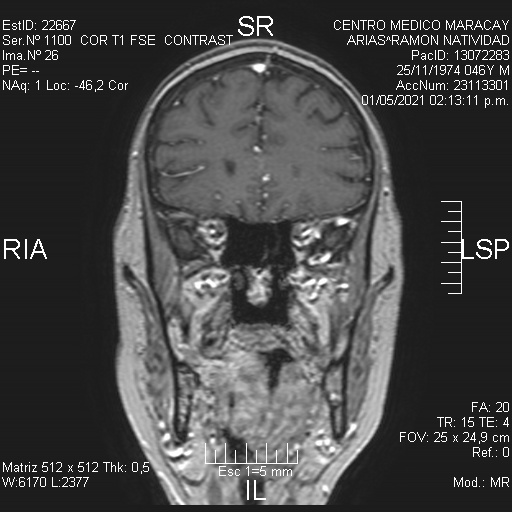 EstID: 22667
Ser.Nº 1100 COR T1 FSE CONTRAST
Ima.Nº 26
PE= --
NAq: 1 Loc: -46,2 Cor
SR
CENTRO MEDICO MARACAY
ARIAS^RAMON NATIVIDAD
PacID: 13072283
25/11/1974 046Y M
AccNum: 23113301
01/05/2021 02:13:11 p.m.
RIA
LSP
FA: 20
TR: 15 TE: 4
FOV: 25 x 24,9 cm
Ref.: 0
Matriz 512 x 512 Thk: 0,5
W:6170 L:2377
Esc 1=5 mm
IL
Mod.: MR